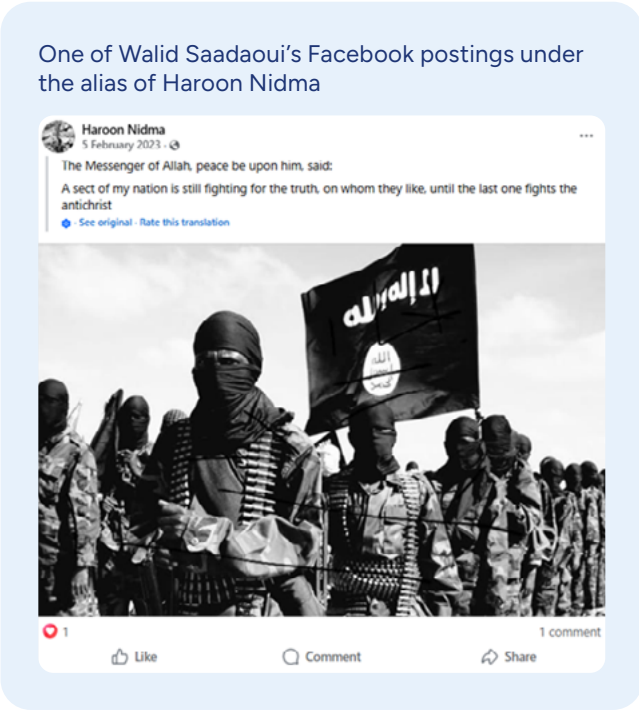 One of Walid Saadaoui's Facebook postings under
the alias of Haroon Nidma
Haroon Nidma
5 February 2023 ·
The Messenger of Allah, peace be upon him, said:
A sect of my nation is still fighting for the truth, on whom they like, until the last one fights the
antichrist
· See original · Rate this translation
الله
1
1 comment
Like
Comment
Share